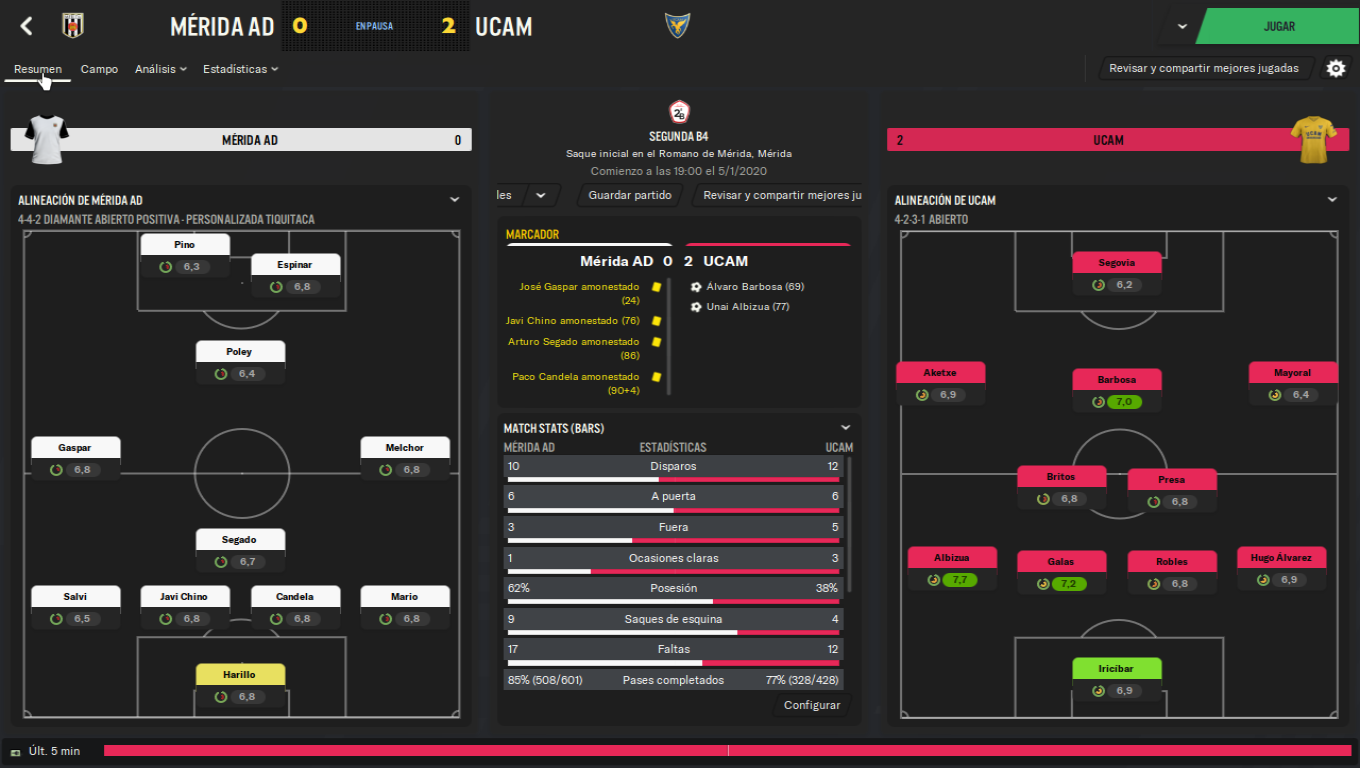 MÉRIDA AD 0 EN PAUSA 2 UCAM
JUGAR
Resumen Campo Análisis Estadísticas
Revisar y compartir mejores jugadas
MÉRIDA AD 0
ALINEACIÓN DE MÉRIDA AD
4-4-2 DIAMANTE ABIERTO POSITIVA - PERSONALIZADA TIQUITACA
Pino
6,3
Espinar
6,8
Poley
6,4
Gaspar
6,8
Melchor
6,8
Segado
6,7
Salvi
6,5
Javi Chino
6,8
Candela
6,8
Mario
6,8
Harillo
6,8
2B
SEGUNDA B4
Saque inicial en el Romano de Mérida, Mérida
Comienzo a las 19:00 el 5/1/2020
les
Guardar partido
Revisar y compartir mejores ju
MARCADOR
Mérida AD 0 2 UCAM
José Gaspar amonestado
(24)
Javi Chino amonestado (76)
Arturo Segado amonestado
(86)
Paco Candela amonestado
(90+4)
Álvaro Barbosa (69)
Unai Albizua (77)
MATCH STATS (BARS)
MÉRIDA AD ESTADÍSTICAS UCAM
10 Disparos 12
6 A puerta 6
3 Fuera 5
1 Ocasiones claras 3
62% Posesión 38%
9 Saques de esquina 4
17 Faltas 12
85% (508/601) Pases completados 77% (328/428)
Configurar
2 UCAM
UCAM
ALINEACIÓN DE UCAM
4-2-3-1 ABIERTO
Segovia
6,2
Aketxe
6,9
Barbosa
7,0
Mayoral
6,4
Britos
6,8
Presa
6,8
Albizua
7,7
Galas
7,2
Robles
6,8
Hugo Álvarez
6,9
Iricíbar
6,9
Últ. 5 min